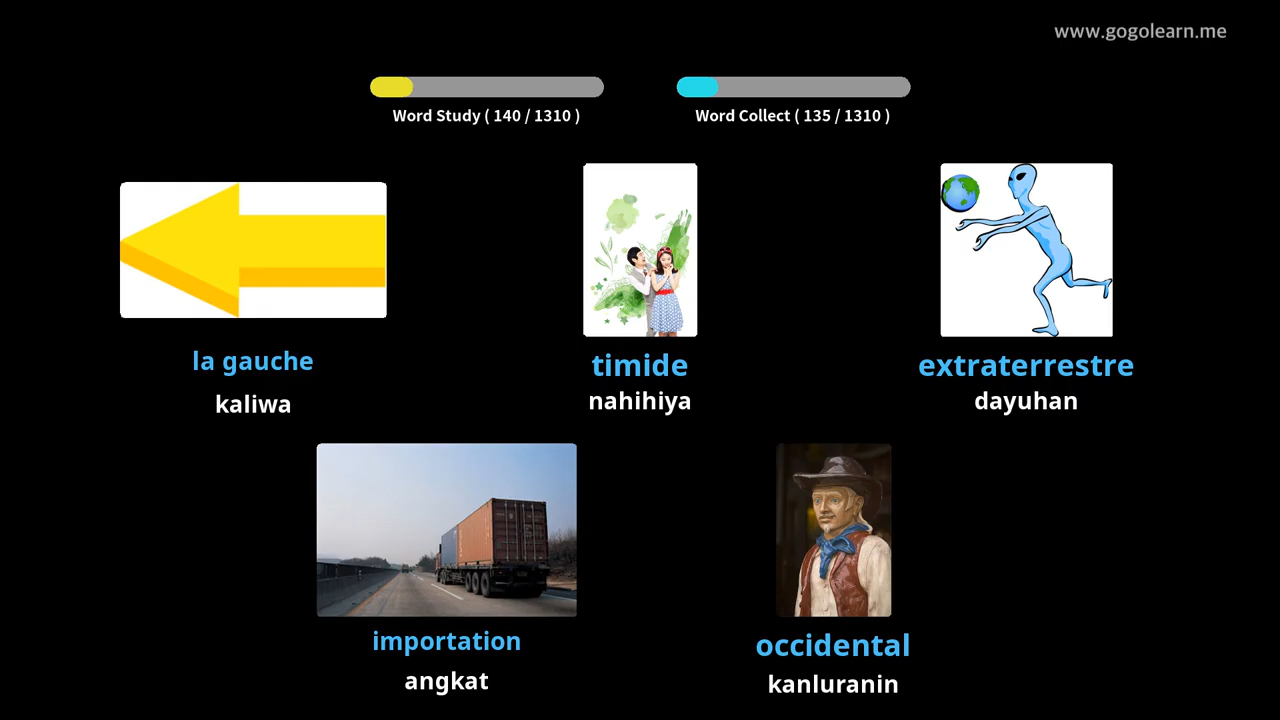 www.gogolearn.me
Word Study ( 140 / 1310 )
Word Collect ( 135 / 1310 )
la gauche
kaliwa
timide
nahihiya
extraterrestre
dayuhan
importation
angkat
occidental
kanluranin